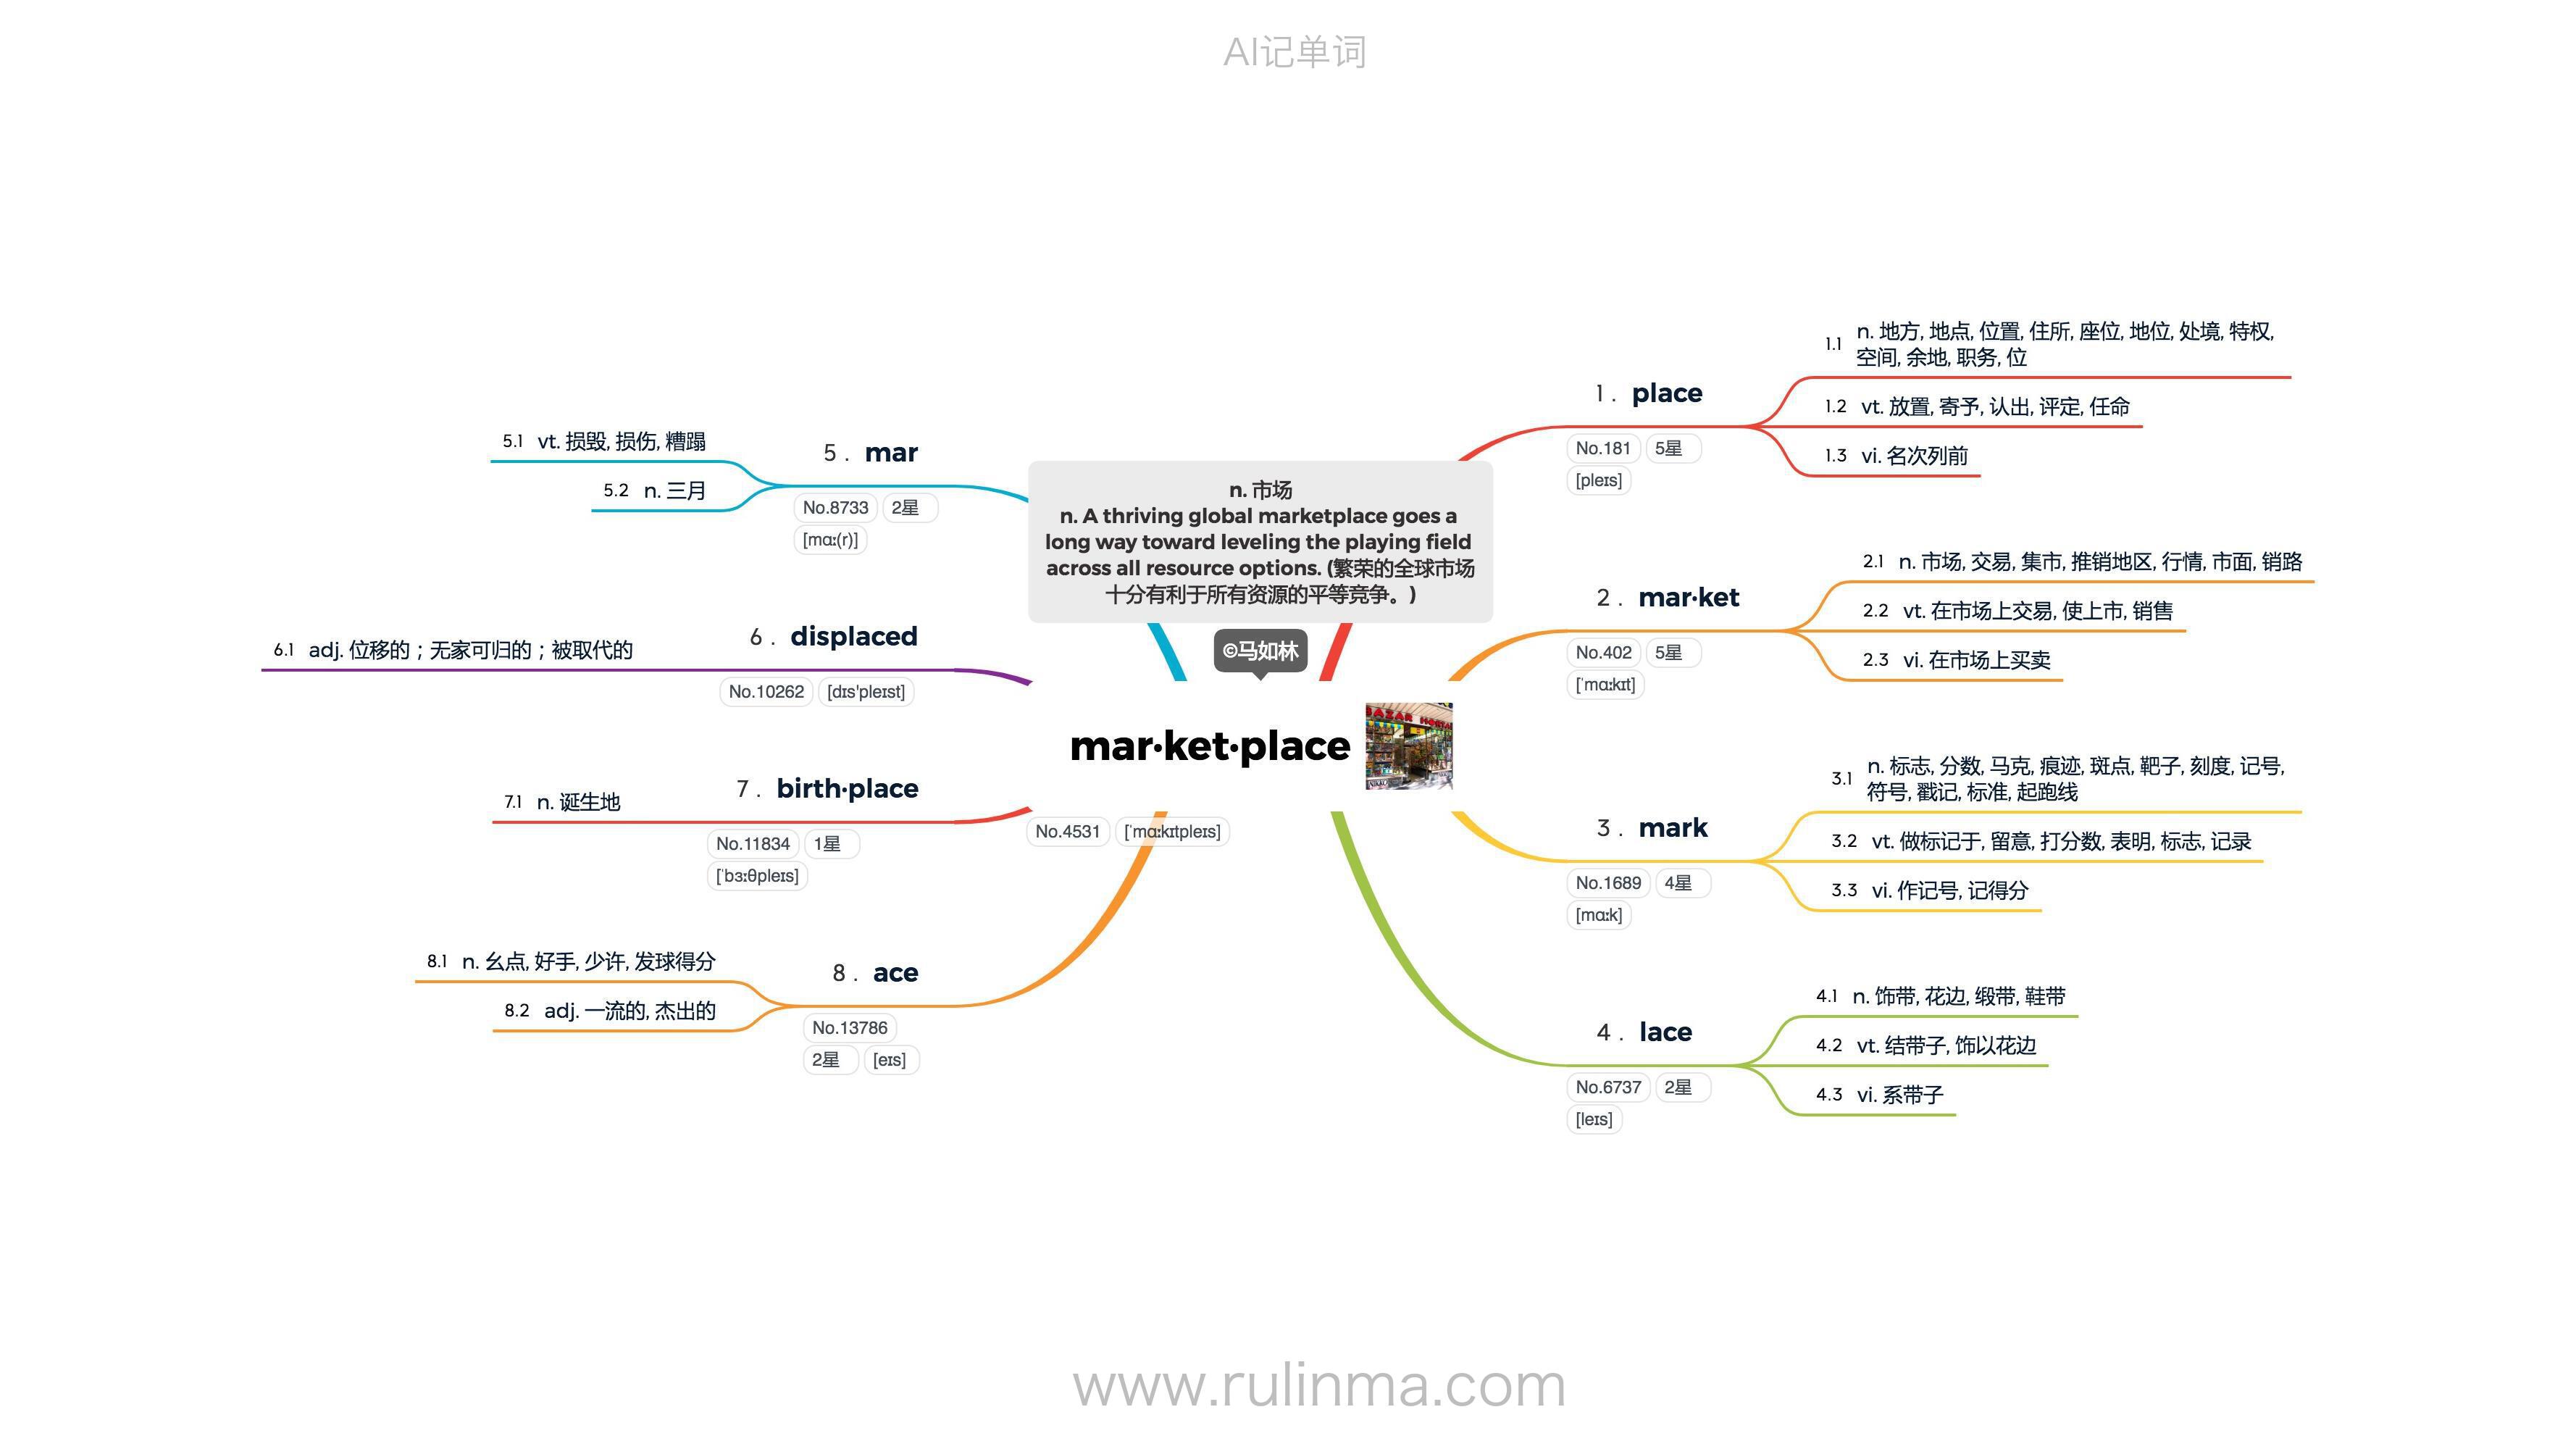 AI记单词
n. 市场
n. A thriving global marketplace goes a
long way toward leveling the playing field
across all resource options. (繁荣的全球市场
十分有利于所有资源的平等竞争。)
©马如林
mar·ket·place
BAZAR
No.4531 [ˈmɑːkɪtpleɪs]
1 . place
No.181 5星
[pleɪs]
1.1 n. 地方, 地点, 位置, 住所, 座位, 地位, 处境, 特权,
空间, 余地, 职务, 位
1.2 vt. 放置, 寄予, 认出, 评定, 任命
1.3 vi. 名次列前
2 . mar·ket
No.402 5星
[ˈmɑːkɪt]
2.1 n. 市场, 交易, 集市, 推销地区, 行情, 市面, 销路
2.2 vt. 在市场上交易, 使上市, 销售
2.3 vi. 在市场上买卖
3 . mark
No.1689 4星
[mɑːk]
3.1 n. 标志, 分数, 马克, 痕迹, 斑点, 靶子, 刻度, 记号,
符号, 戳记, 标准, 起跑线
3.2 vt. 做标记于, 留意, 打分数, 表明, 标志, 记录
3.3 vi. 作记号, 记得分
4 . lace
No.6737 2星
[leɪs]
4.1 n. 饰带, 花边, 缎带, 鞋带
4.2 vt. 结带子, 饰以花边
4.3 vi. 系带子
5 . mar
No.8733 2星
[mɑː(r)]
5.1 vt. 损毁, 损伤, 糟蹋
5.2 n. 三月
6 . displaced
No.10262 [dɪs'pleɪst]
6.1 adj. 位移的；无家可归的；被取代的
7 . birth·place
No.11834 1星
[ˈbɜːθpleɪs]
7.1 n. 诞生地
8 . ace
No.13786
2星 [eɪs]
8.1 n. 幺点, 好手, 少许, 发球得分
8.2 adj. 一流的, 杰出的
www.rulinma.com